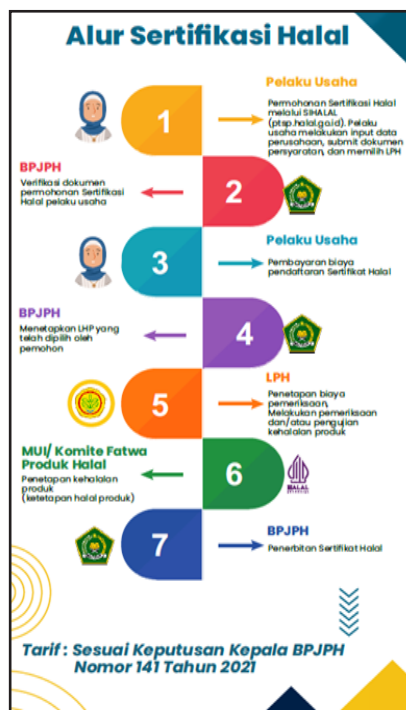 Alur Sertifikasi Halal
1
Pelaku Usaha
Permohonan Sertifikasi Halal
melalui SIHALAL
(ptsp.halal.go.id). Pelaku
usaha melakukan input data
perusahaan, submit dokumen
persyaratan, dan memilih LPH
BPJPH
Verifikasi dokumen
permohonan Sertifikasi
Halal pelaku usaha
2
3
Pelaku Usaha
Pembayaran biaya
pendaftaran Sertifikat Halal
BPJPH
Menetapkan LHP yang
telah dipilih oleh
pemohon
4
5
LPH
Penetapan biaya
pemeriksaan,
Melakukan pemeriksaan
dan/atau pengujian
kehalalan produk
MUI/ Komite Fatwa
Produk Halal
Penetapan kehalalan
produk
(ketetapan halal produk)
6
HALAL
7
BPJPH
Penerbitan Sertifikat Halal
Tarif : Sesuai Keputusan Kepala BPJPH
Nomor 141 Tahun 2021